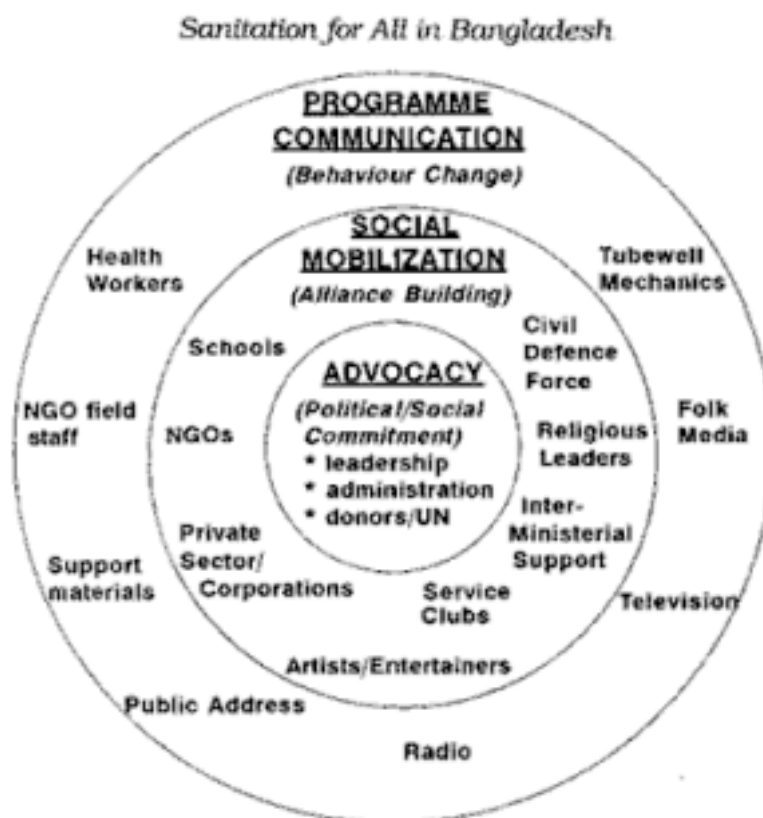 Sanitation for All in Bangladesh
PROGRAMME
COMMUNICATION
(Behaviour Change)
SOCIAL
MOBILIZATION
(Alliance Building)
Health
Workers
Tubewell
Mechanics
Schools
Civil
Defence
Force
ADVOCACY
(Political/Social
Commitment)
* leadership
* administration
* donors/UN
NGO field
staff
NGOs
Religious
Leaders
Folk
Media
Private
Sector/
Corporations
Inter-
Ministerial
Support
Support
materials
Service
Clubs
Television
Artists/Entertainers
Public Address
Radio